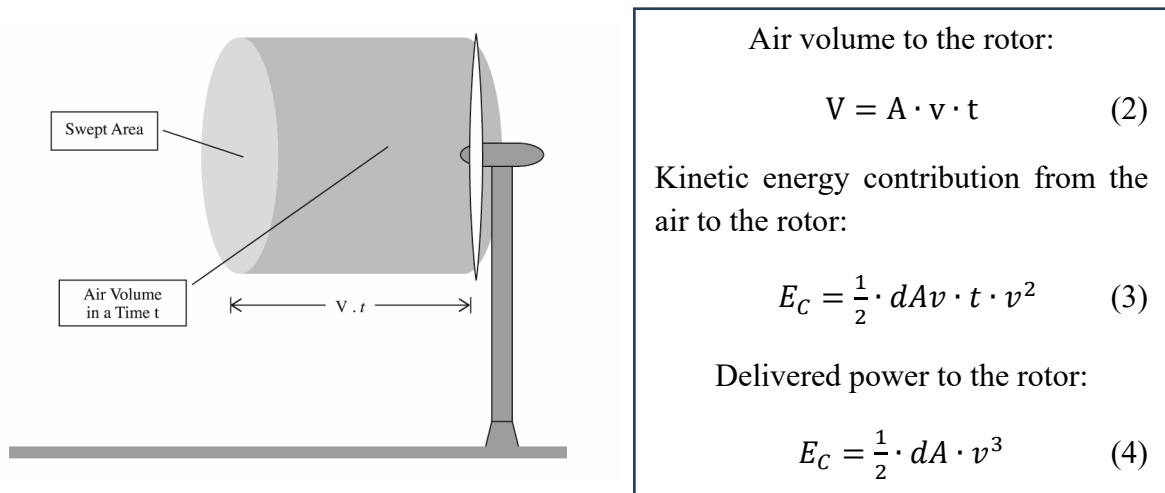 Swept Area
Air Volume
in a Time t
V . t
Air volume to the rotor:
V = A · v · t (2)
Kinetic energy contribution from the
air to the rotor:
E_C = 1/2 · dAv · t · v² (3)
Delivered power to the rotor:
E_C = 1/2 · dA · v³ (4)